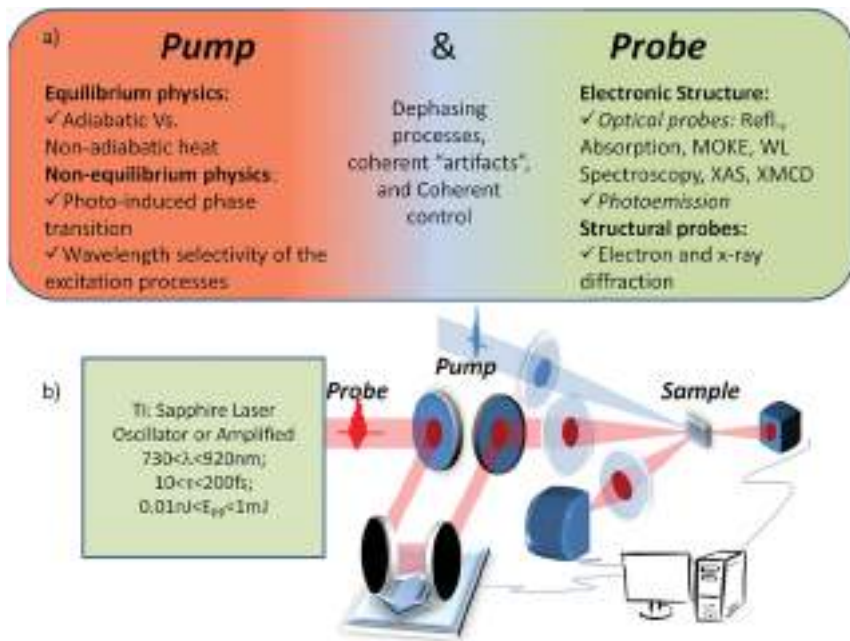 a)
Pump & Probe
Equilibrium physics:
✓Adiabatic Vs.
Non-adiabatic heat
Non-equilibrium physics:
✓Photo-induced phase
transition
✓Wavelength selectivity of the
excitation processes
Dephasing
processes,
coherent "artifacts",
and Coherent
control
Electronic Structure:
✓Optical probes: Refl.,
Absorption, MOKE, WL
Spectroscopy, XAS, XMCD
✓Photoemission
Structural probes:
✓Electron and x-ray
diffraction
b)
Ti: Sapphire Laser
Oscillator or Amplified
730<λ<920nm;
10<τ<200fs;
0.01nJ<E_PP<1mJ
Probe
Pump
Sample